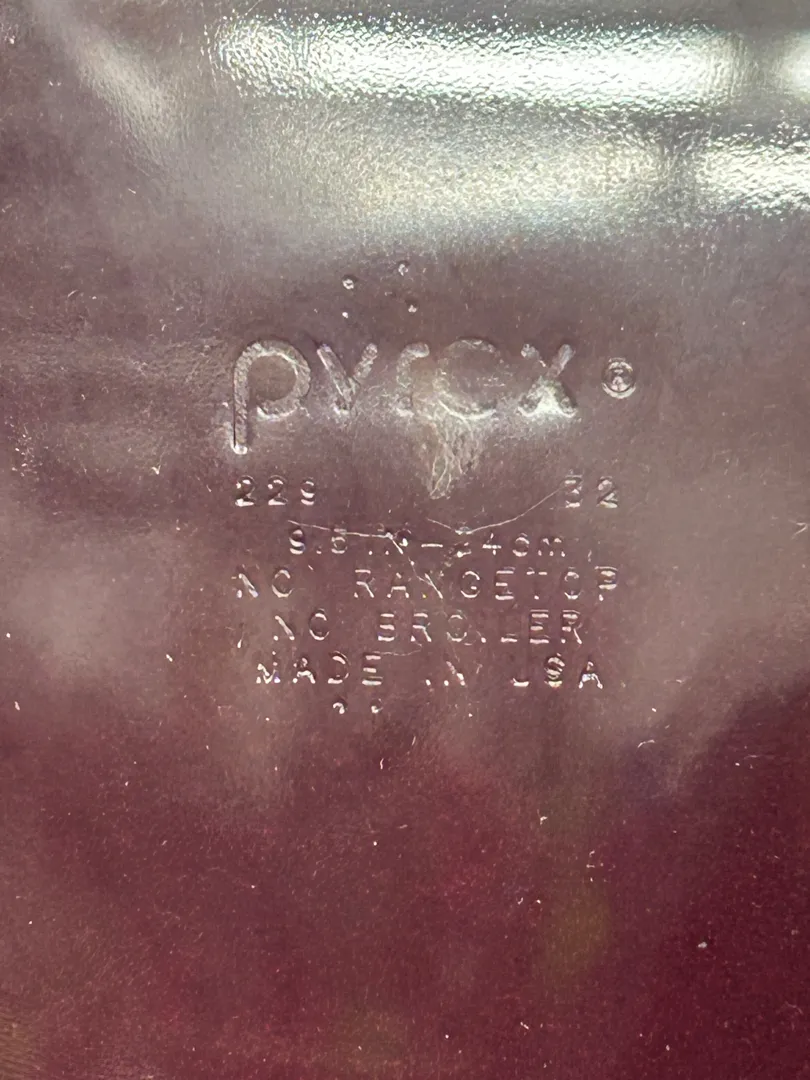 pyrex®
229 32
9.5 in-24cm
NO RANGETOP
NO BROILER
MADE IN USA